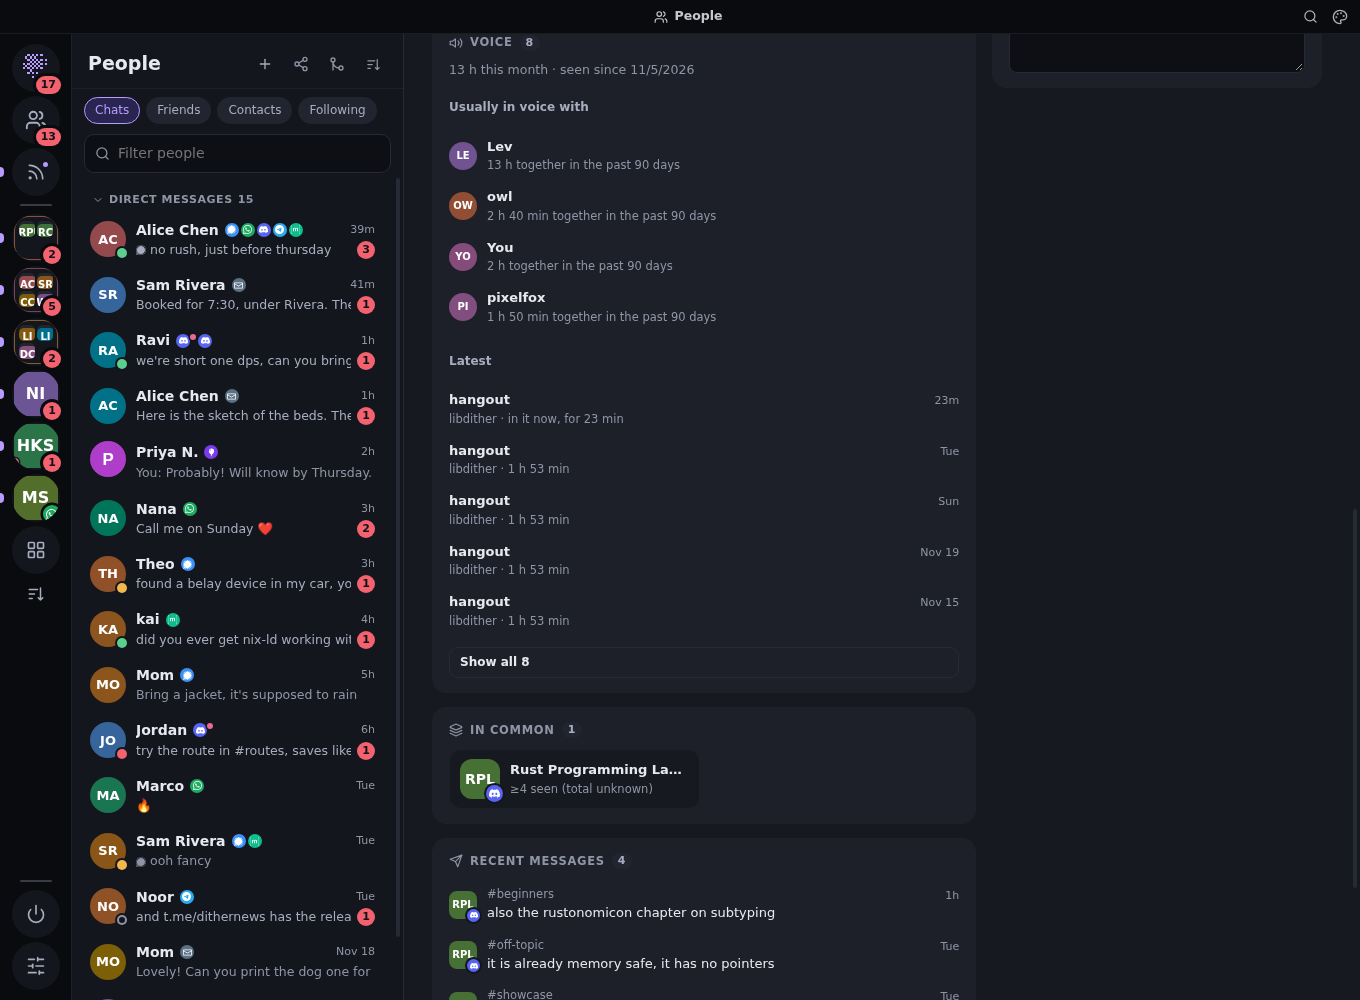 People
17
13
RP RC
2
AC SR
CC
5
LI LI
DC
2
NI
1
HKS
1
MS
People
Chats
Friends
Contacts
Following
Filter people
DIRECT MESSAGES 15
AC
Alice Chen
39m
no rush, just before thursday
3
SR
Sam Rivera
41m
Booked for 7:30, under Rivera. The
1
RA
Ravi
1h
we're short one dps, can you bring
1
AC
Alice Chen
1h
Here is the sketch of the beds. The
1
P
Priya N.
2h
You: Probably! Will know by Thursday.
NA
Nana
3h
Call me on Sunday ❤️
2
TH
Theo
3h
found a belay device in my car, yo
1
KA
kai
4h
did you ever get nix-ld working wit
1
MO
Mom
5h
Bring a jacket, it's supposed to rain
JO
Jordan
6h
try the route in #routes, saves like
1
MA
Marco
Tue
🔥
SR
Sam Rivera
Tue
ooh fancy
NO
Noor
Tue
and t.me/dithernews has the relea
1
MO
Mom
Nov 18
Lovely! Can you print the dog one for
VOICE 8
13 h this month · seen since 11/5/2026
Usually in voice with
LE
Lev
13 h together in the past 90 days
OW
owl
2 h 40 min together in the past 90 days
YO
You
2 h together in the past 90 days
PI
pixelfox
1 h 50 min together in the past 90 days
Latest
hangout
23m
libdither · in it now, for 23 min
hangout
Tue
libdither · 1 h 53 min
hangout
Sun
libdither · 1 h 53 min
hangout
Nov 19
libdither · 1 h 53 min
hangout
Nov 15
libdither · 1 h 53 min
Show all 8
IN COMMON 1
RPL
Rust Programming La...
≥4 seen (total unknown)
RECENT MESSAGES 4
RPL
#beginners
1h
also the rustonomicon chapter on subtyping
RPL
#off-topic
Tue
it is already memory safe, it has no pointers
#showcase
Tue